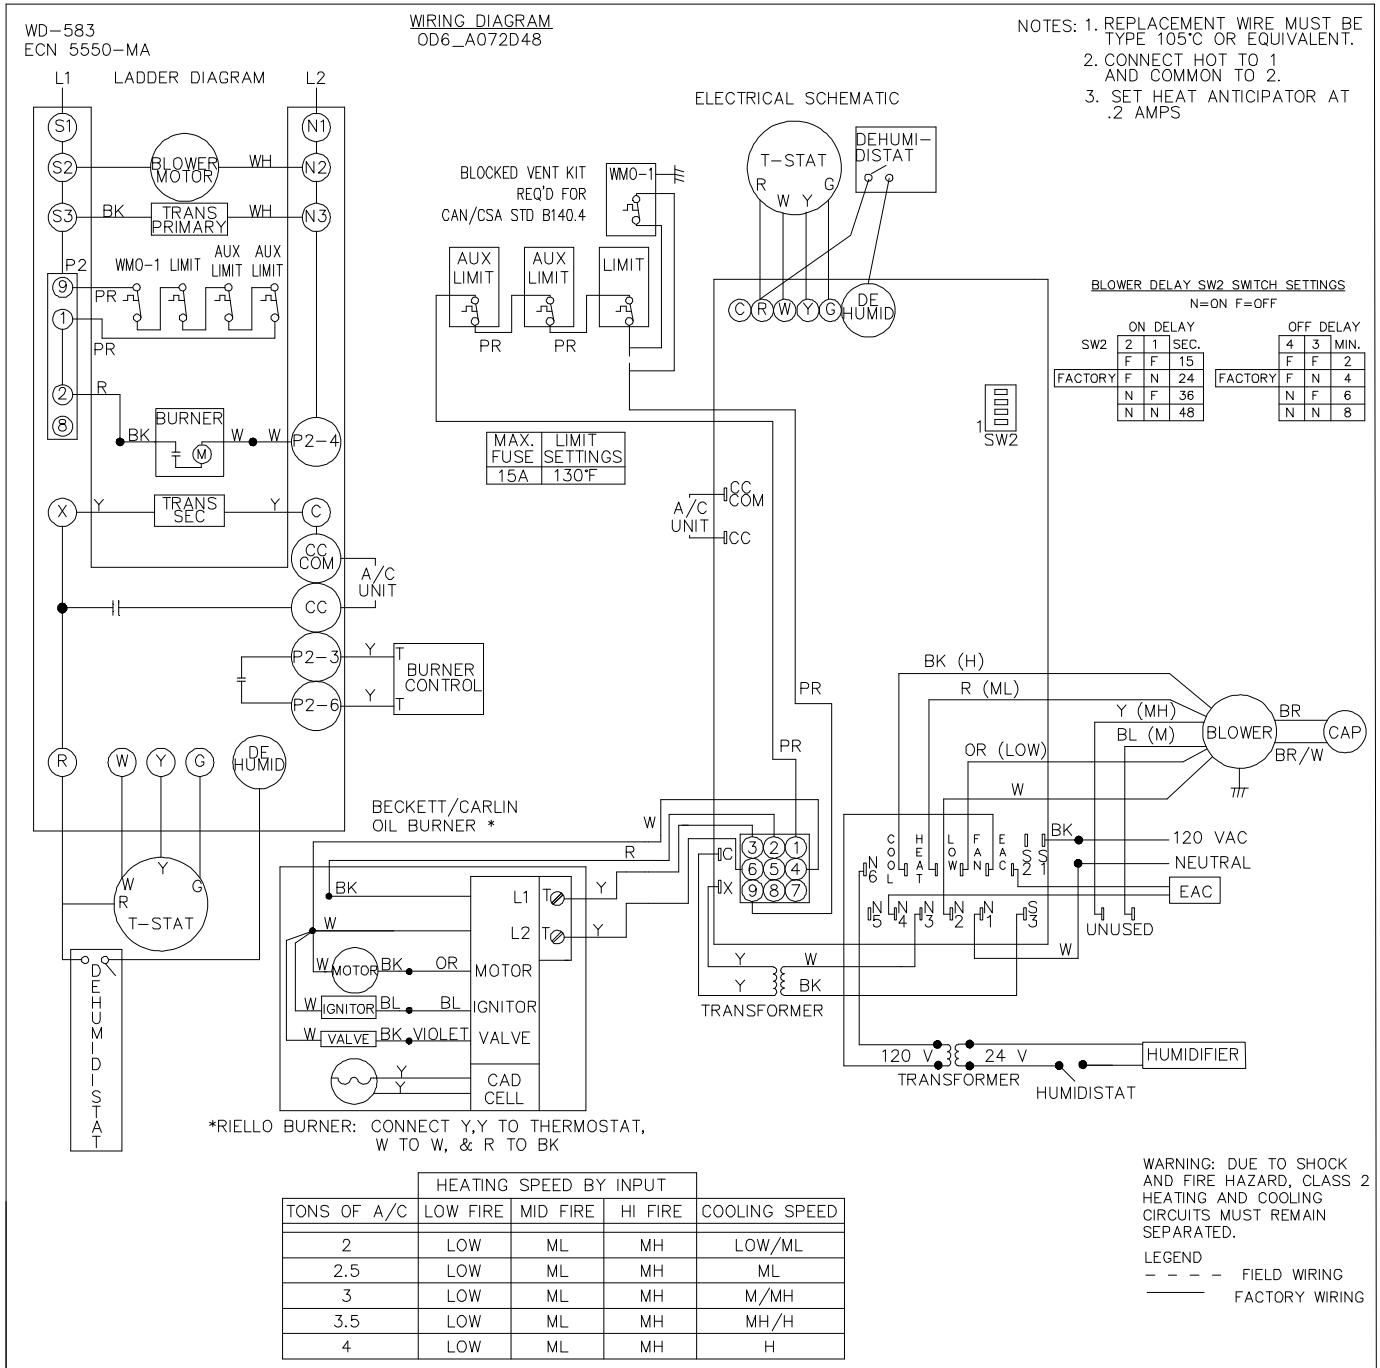 WD-583
ECN 5550-MA
WIRING DIAGRAM
OD6_A072D48
NOTES: 1. REPLACEMENT WIRE MUST BE
TYPE 105°C OR EQUIVALENT.
2. CONNECT HOT TO 1
AND COMMON TO 2.
3. SET HEAT ANTICIPATOR AT
.2 AMPS
L1 LADDER DIAGRAM L2
S1 N1
S2 BLOWER MOTOR WH N2
S3 BK TRANS PRIMARY WH N3
P2
WMO-1 LIMIT AUX LIMIT AUX LIMIT
9 PR
1 PR
2 R
8
BURNER
BK M W W P2-4
X Y TRANS SEC Y C
CC COM
A/C UNIT
CC
P2-3 Y T
BURNER CONTROL
P2-6 Y T
R W Y G DE HUMID
W Y G
R
T-STAT
DEHUMIDISTAT
ELECTRICAL SCHEMATIC
T-STAT
R W Y G
DEHUMI-
DISTAT
BLOCKED VENT KIT
REQ'D FOR
CAN/CSA STD B140.4
WMO-1
AUX LIMIT AUX LIMIT LIMIT
PR PR
C R W Y G DE HUMID
MAX. FUSE LIMIT SETTINGS
15A 130°F
1 SW2
A/C UNIT
CC COM
CC
BLOWER DELAY SW2 SWITCH SETTINGS
N=ON F=OFF
ON DELAY OFF DELAY
SW2 2 1 SEC. 4 3 MIN.
F F 15 F F 2
FACTORY F N 24 FACTORY F N 4
N F 36 N F 6
N N 48 N N 8
PR
PR
BK (H)
R (ML)
Y (MH)
BL (M)
OR (LOW)
W
BLOWER BR CAP
BR/W
BECKETT/CARLIN
OIL BURNER *
W
R
C
X
3 2 1
6 5 4
9 8 7
N6 COOL HEAT LOW FAN EAC S2 S1
N5 N4 N3 N2 N1 S3
BK 120 VAC
NEUTRAL
EAC
UNUSED
W
BK L1 T Y
W L2 T Y
W MOTOR BK OR MOTOR
W IGNITOR BL BL IGNITOR
W VALVE BK VIOLET VALVE
Y
Y
CAD CELL
Y W
Y BK
TRANSFORMER
120 V 24 V
TRANSFORMER
HUMIDIFIER
HUMIDISTAT
*RIELLO BURNER: CONNECT Y,Y TO THERMOSTAT,
W TO W, & R TO BK
HEATING SPEED BY INPUT
TONS OF A/C LOW FIRE MID FIRE HI FIRE COOLING SPEED
2 LOW ML MH LOW/ML
2.5 LOW ML MH ML
3 LOW ML MH M/MH
3.5 LOW ML MH MH/H
4 LOW ML MH H
WARNING: DUE TO SHOCK
AND FIRE HAZARD, CLASS 2
HEATING AND COOLING
CIRCUITS MUST REMAIN
SEPARATED.
LEGEND
FIELD WIRING
FACTORY WIRING